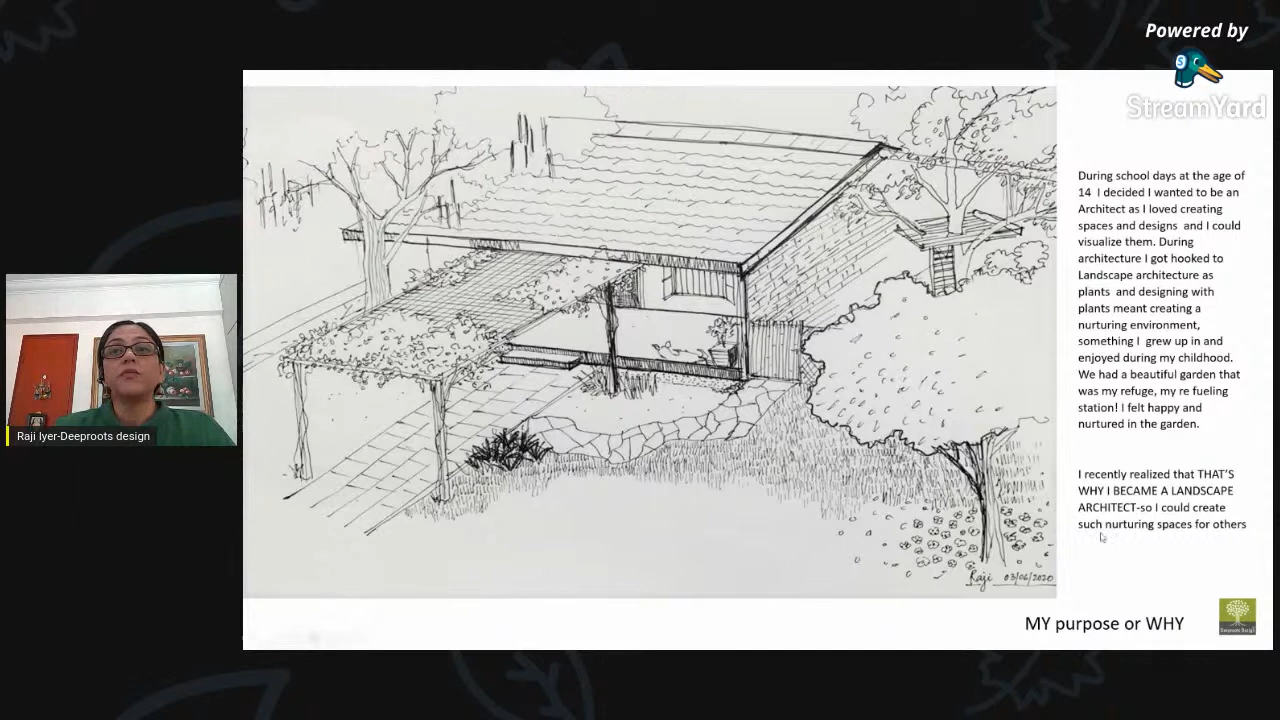 Powered by
StreamYard
During school days at the age of
14 I decided I wanted to be an
Architect as I loved creating
spaces and designs and I could
visualize them. During
architecture I got hooked to
Landscape architecture as
plants and designing with
plants meant creating a
nurturing environment,
something I grew up in and
enjoyed during my childhood.
We had a beautiful garden that
was my refuge, my re fueling
station! I felt happy and
nurtured in the garden.
I recently realized that THAT'S
WHY I BECAME A LANDSCAPE
ARCHITECT-so I could create
such nurturing spaces for others
Raji Iyer-Deeproots design
Raji 03/06/2020
MY purpose or WHY
Deeproots Design